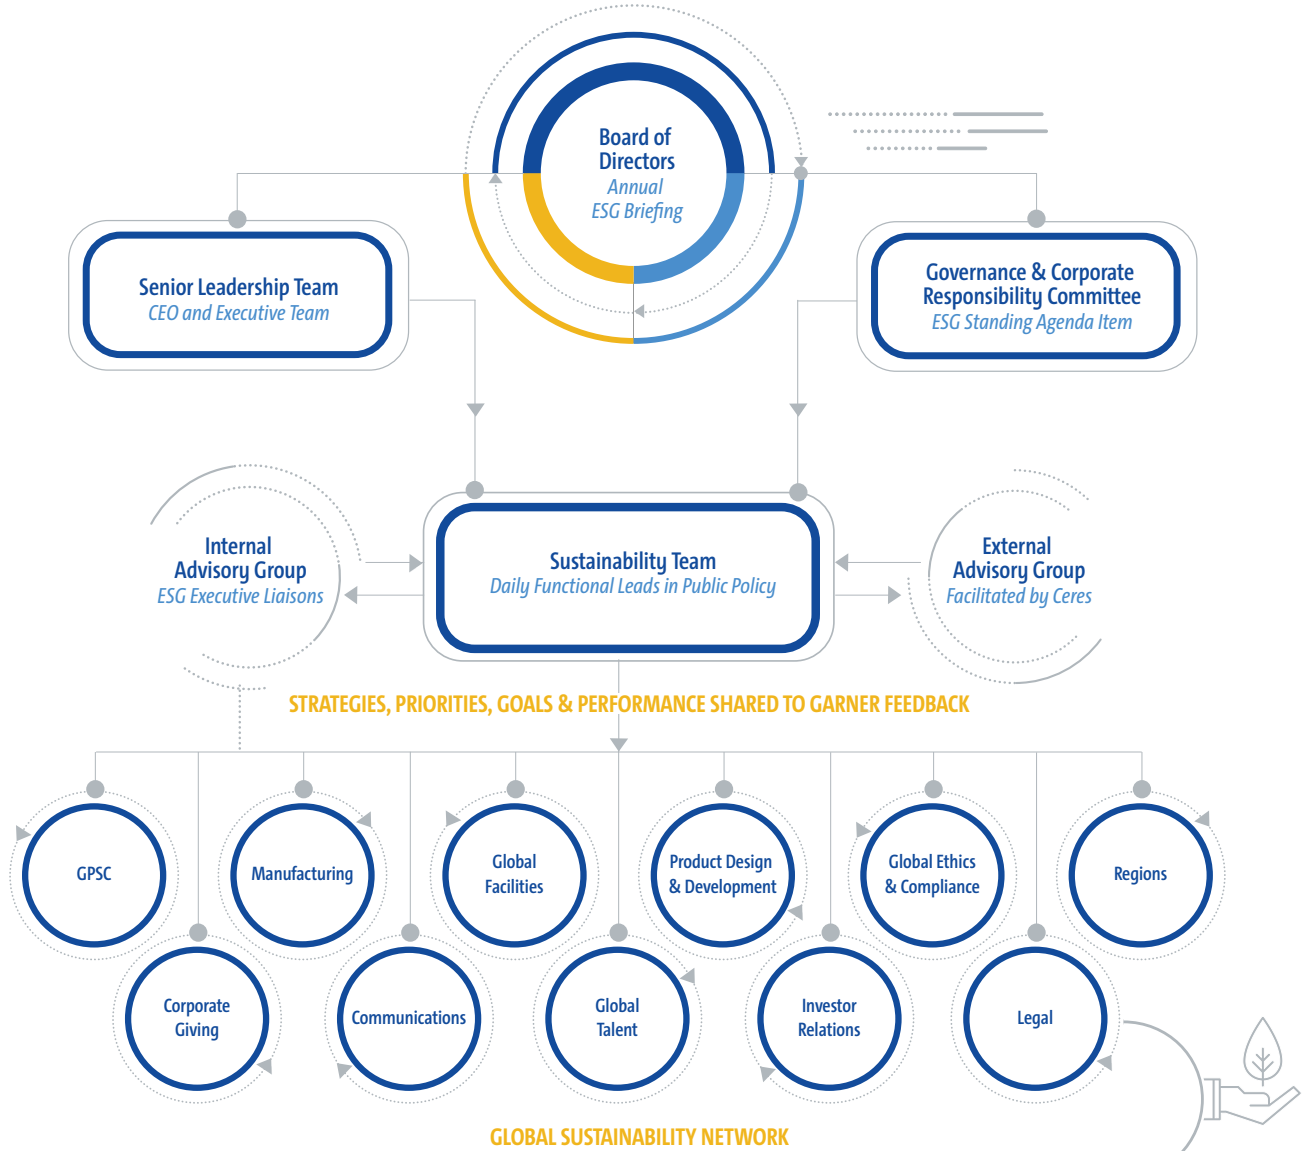 Board of
Directors
Annual
ESG Briefing
Senior Leadership Team
CEO and Executive Team
Governance & Corporate
Responsibility Committee
ESG Standing Agenda Item
Internal
Advisory Group
ESG Executive Liaisons
Sustainability Team
Daily Functional Leads in Public Policy
External
Advisory Group
Facilitated by Ceres
STRATEGIES, PRIORITIES, GOALS & PERFORMANCE SHARED TO GARNER FEEDBACK
GPSC
Manufacturing
Global
Facilities
Product Design
& Development
Global Ethics
& Compliance
Regions
Corporate
Giving
Communications
Global
Talent
Investor
Relations
Legal
GLOBAL SUSTAINABILITY NETWORK